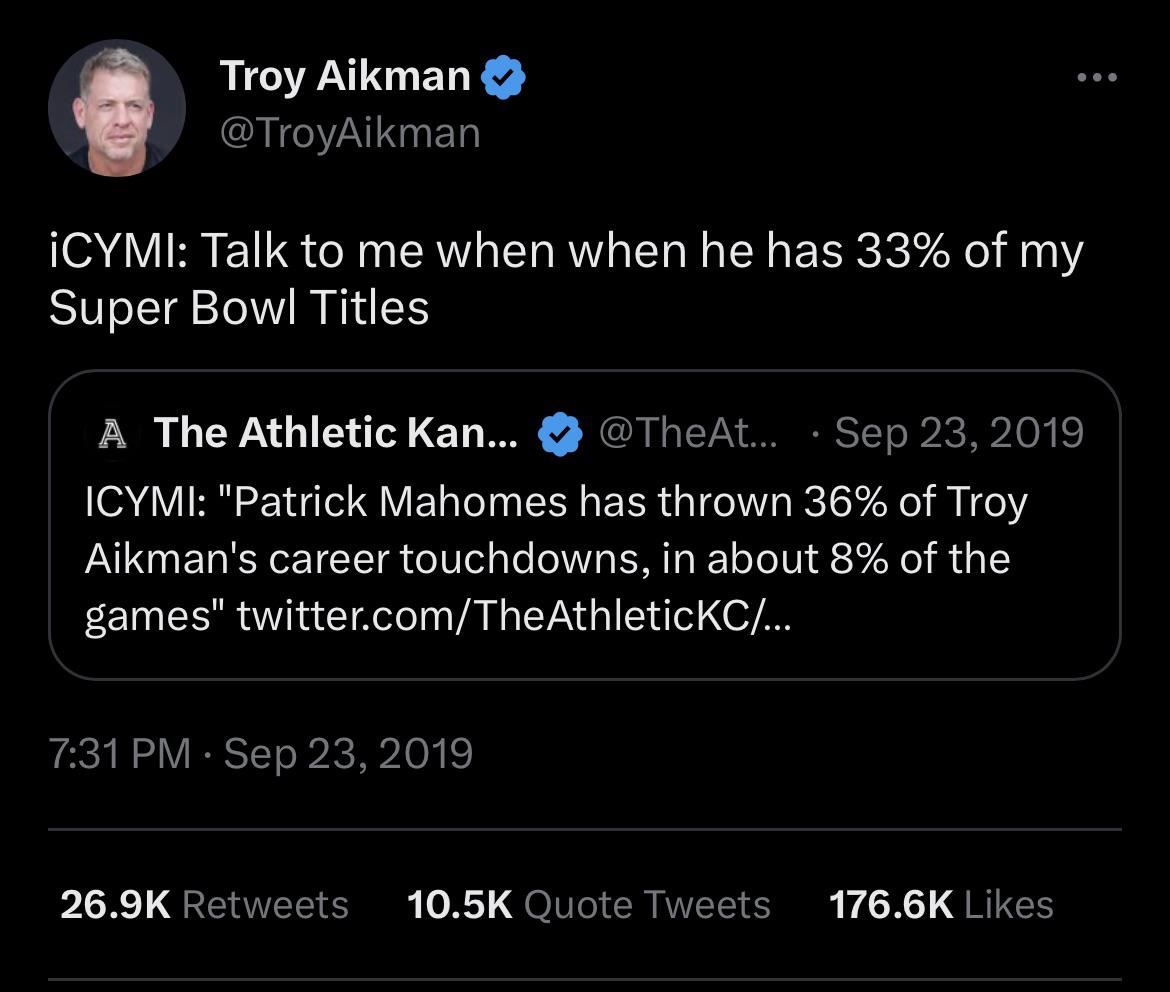 Troy Aikman
@TroyAikman
iCYMI: Talk to me when when he has 33% of my
Super Bowl Titles
The Athletic Kan... @TheAt... · Sep 23, 2019
ICYMI: "Patrick Mahomes has thrown 36% of Troy
Aikman's career touchdowns, in about 8% of the
games" twitter.com/TheAthleticKC/...
7:31 PM · Sep 23, 2019
26.9K Retweets 10.5K Quote Tweets 176.6K Likes